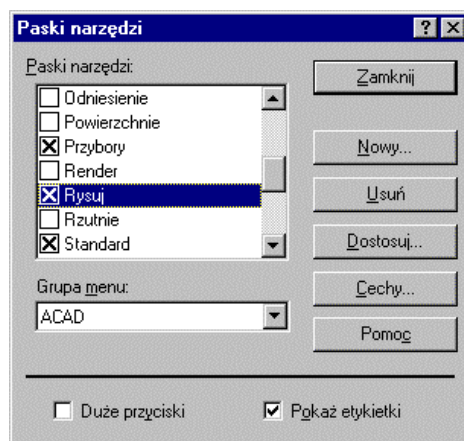 Paski narzędzi
Paski narzędzi:
Odniesienie
Powierzchnie
Przybory
Render
Rysuj
Rzutnie
Standard
Grupa menu:
ACAD
Zamknij
Nowy...
Usuń
Dostosuj...
Cechy...
Pomoc
Duże przyciski
Pokaż etykietki